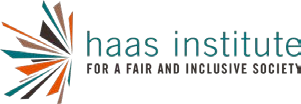 haas institute
FOR A FAIR AND INCLUSIVE SOCIETY